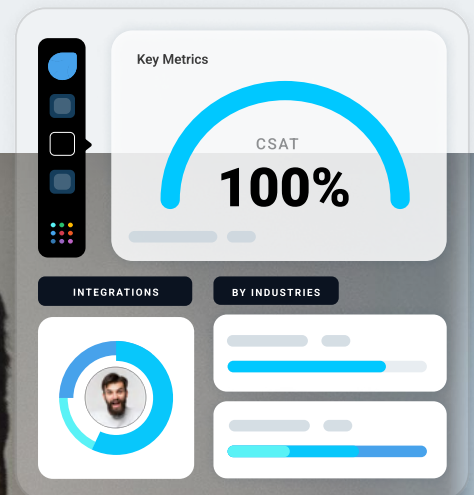 Key Metrics
CSAT
100%
INTEGRATIONS
BY INDUSTRIES